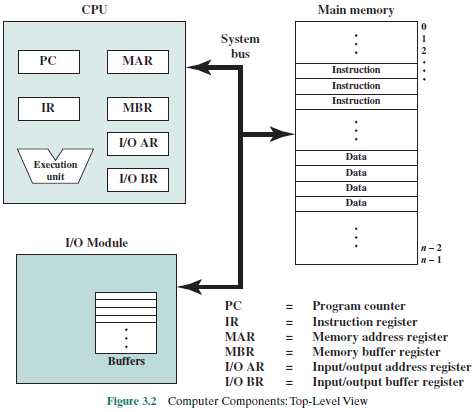 CPU
System
bus
Main memory
PC
MAR
IR
MBR
I/O AR
Execution
unit
I/O BR
0
1
2
Instruction
Instruction
Instruction
Data
Data
Data
Data
n – 2
n – 1
I/O Module
Buffers
PC = Program counter
IR = Instruction register
MAR = Memory address register
MBR = Memory buffer register
I/O AR = Input/output address register
I/O BR = Input/output buffer register
Figure 3.2 Computer Components: Top-Level View